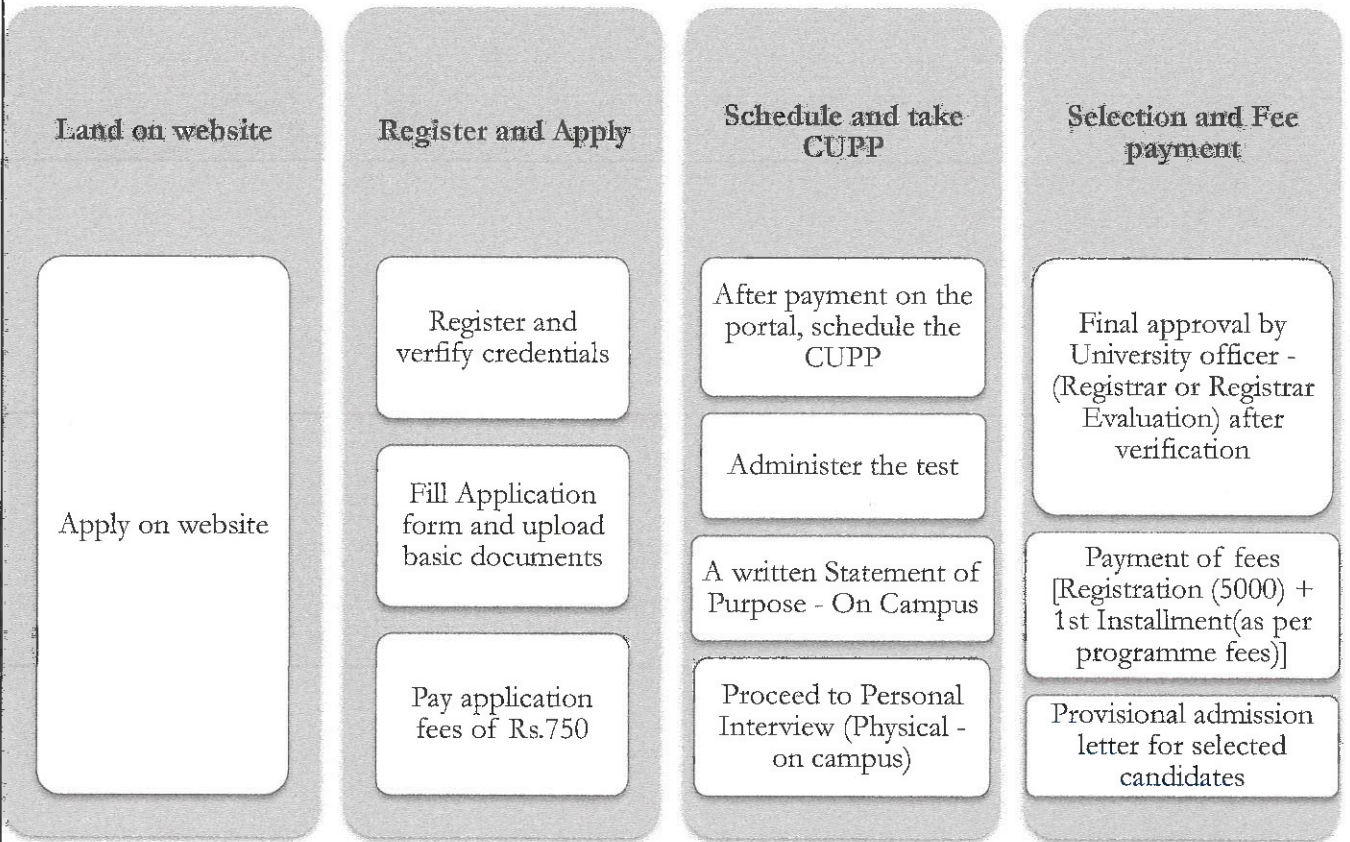 Land on website
Apply on website
Register and Apply
Register and
verfify credentials
Fill Application
form and upload
basic documents
Pay application
fees of Rs.750
Schedule and take
CUPP
After payment on the
portal, schedule the
CUPP
Administer the test
A written Statement of
Purpose - On Campus
Proceed to Personal
Interview (Physical -
on campus)
Selection and Fee
payment
Final approval by
University officer -
(Registrar or Registrar
Evaluation) after
verification
Payment of fees
[Registration (5000) +
1st Installment(as per
programme fees)]
Provisional admission
letter for selected
candidates